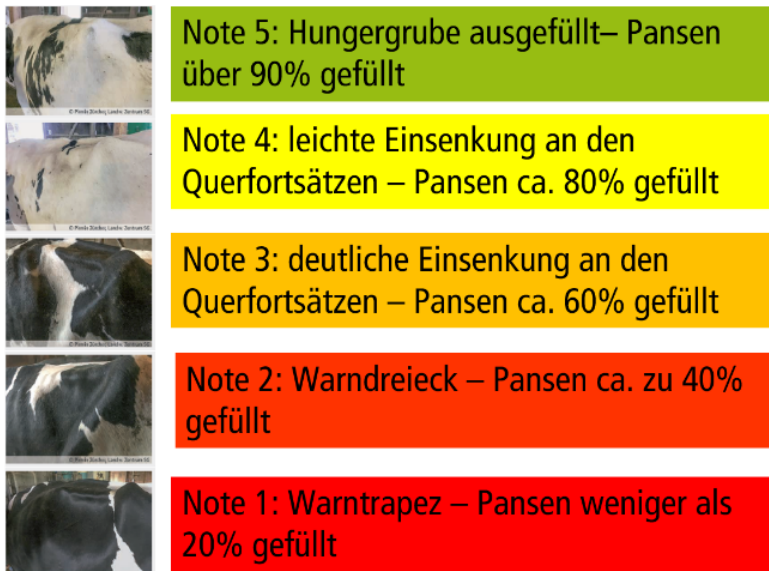 Note 5: Hungergrube ausgefüllt– Pansen
über 90% gefüllt
Note 4: leichte Einsenkung an den
Querfortsätzen – Pansen ca. 80% gefüllt
Note 3: deutliche Einsenkung an den
Querfortsätzen – Pansen ca. 60% gefüllt
Note 2: Warndreieck – Pansen ca. zu 40%
gefüllt
Note 1: Warntrapez – Pansen weniger als
20% gefüllt